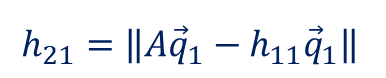 h₂₁ = ‖Aq⃗₁ − h₁₁q⃗₁‖